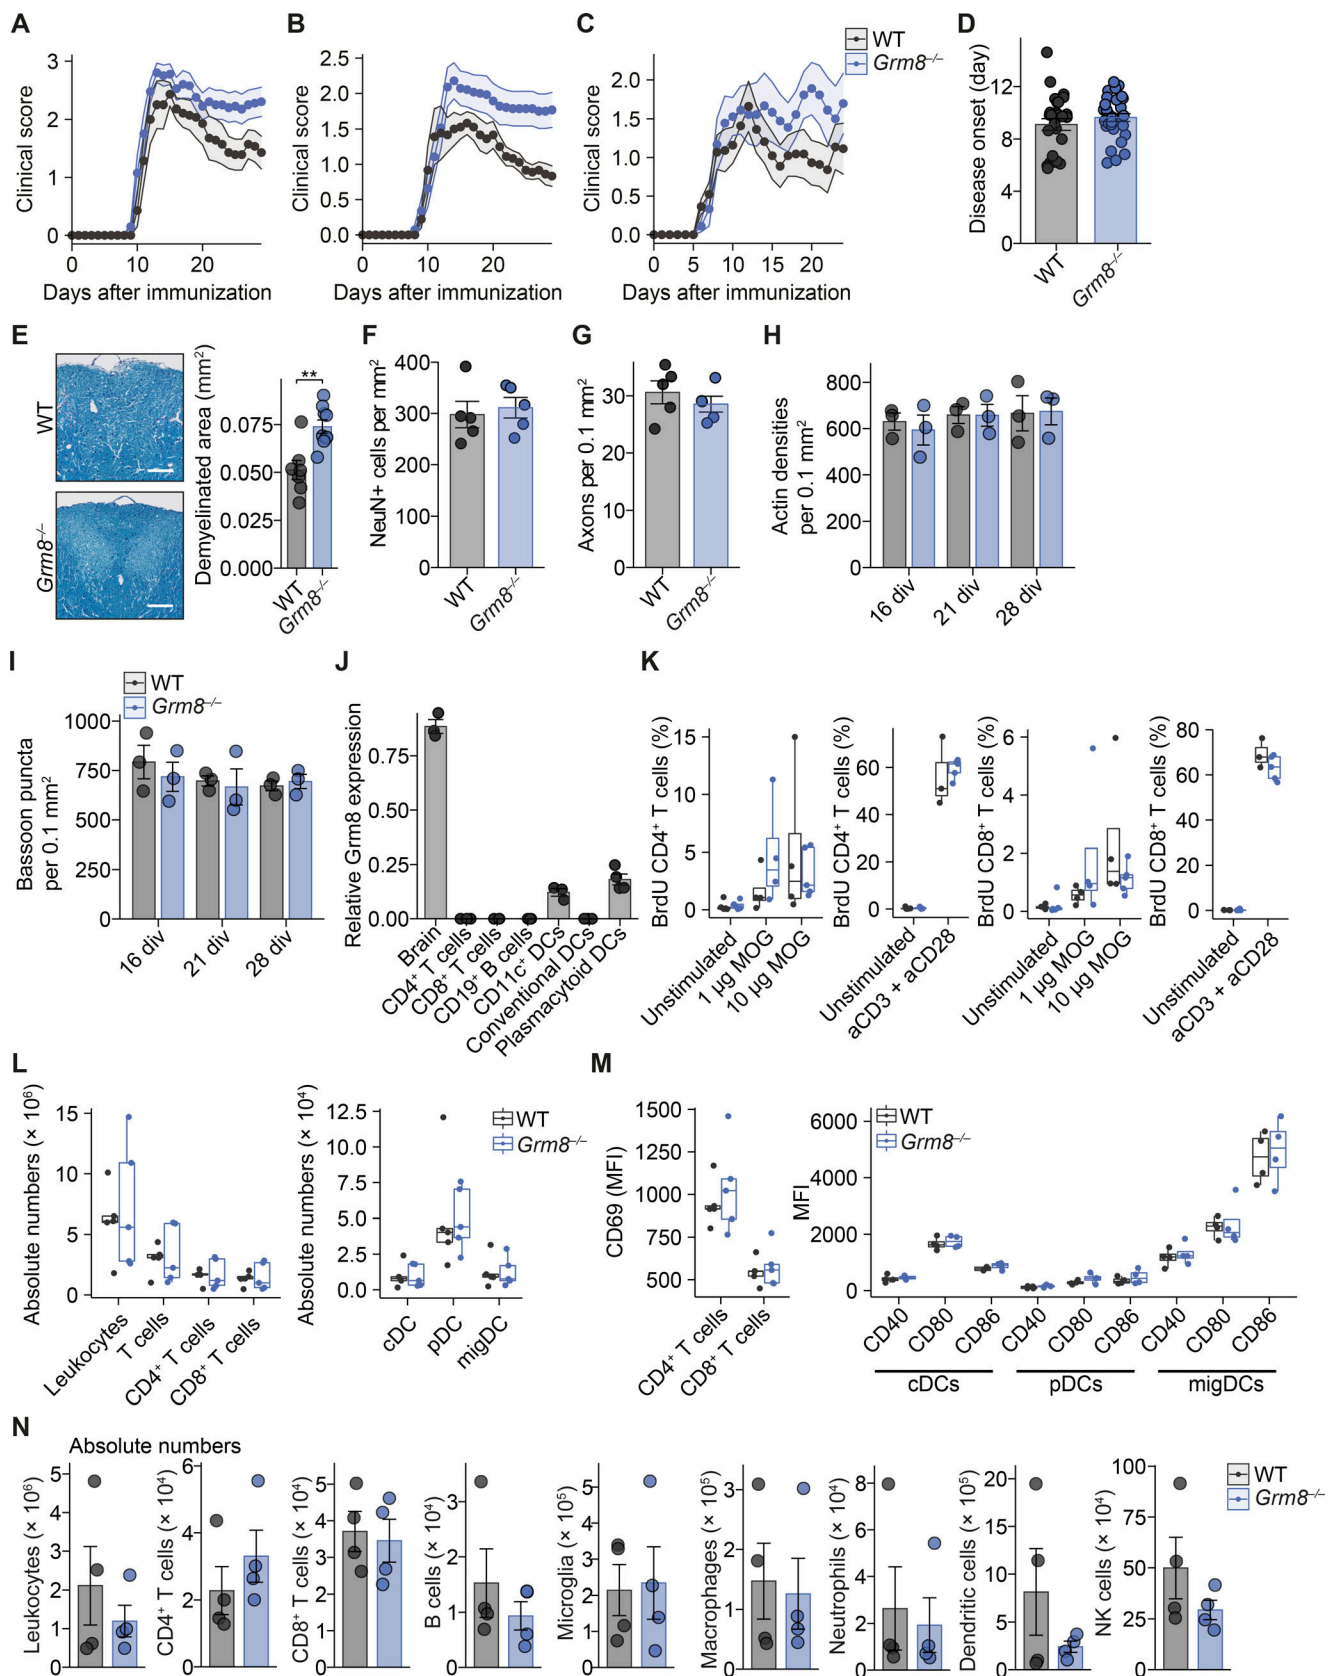 A
Clinical score
3
2
1
0
0
10
20
Days after immunization
B
Clinical score
2.5
2.0
1.5
1.0
0.5
0.0
0
10
20
Days after immunization
C
Clinical score
2.0
1.5
1.0
0.5
0.0
0
5
10
15
20
Days after immunization
WT
Grm8–/–
D
Disease onset (day)
12
8
4
0
WT
Grm8–/–
E
WT
Grm8–/–
Demyelinated area (mm²)
0.075
0.050
0.025
0.000
**
WT
Grm8–/–
F
NeuN+ cells per mm²
400
300
200
100
0
WT
Grm8–/–
G
Axons per 0.1 mm²
30
20
10
0
WT
Grm8–/–
H
Actin densities
per 0.1 mm²
800
600
400
200
0
16 div
21 div
28 div
I
WT
Grm8–/–
Bassoon puncta
per 0.1 mm²
1000
750
500
250
0
16 div
21 div
28 div
J
Relative Grm8 expression
0.75
0.50
0.25
0.00
Brain
CD4⁺ T cells
CD8⁺ T cells
CD19⁺ B cells
CD11c⁺ DCs
Conventional DCs
Plasmacytoid DCs
K
BrdU CD4⁺ T cells (%)
15
10
5
0
Unstimulated
1 µg MOG
10 µg MOG
BrdU CD4⁺ T cells (%)
60
40
20
0
Unstimulated
aCD3 + aCD28
BrdU CD8⁺ T cells (%)
6
4
2
0
Unstimulated
1 µg MOG
10 µg MOG
BrdU CD8⁺ T cells (%)
80
60
40
20
0
Unstimulated
aCD3 + aCD28
L
Absolute numbers (× 10⁶)
15
10
5
0
Leukocytes
T cells
CD4⁺ T cells
CD8⁺ T cells
Absolute numbers (× 10⁴)
12.5
10.0
7.5
5.0
2.5
0.0
cDC
pDC
migDC
WT
Grm8–/–
M
CD69 (MFI)
1500
1250
1000
750
500
CD4⁺ T cells
CD8⁺ T cells
MFI
6000
4000
2000
0
WT
Grm8–/–
CD40
CD80
CD86
CD40
CD80
CD86
CD40
CD80
CD86
cDCs
pDCs
migDCs
N
Absolute numbers
Leukocytes (× 10⁶)
5
4
3
2
1
0
CD4⁺ T cells (× 10⁴)
6
4
2
0
CD8⁺ T cells (× 10⁴)
5
4
3
2
1
0
B cells (× 10⁴)
3
1
0
Microglia (× 10⁵)
5
4
3
2
1
0
Macrophages (× 10⁵)
3
1
0
Neutrophils (× 10⁴)
8
6
4
2
0
Dendritic cells (× 10⁵)
20
15
10
5
0
NK cells (× 10⁴)
100
50
25
0
WT
Grm8–/–